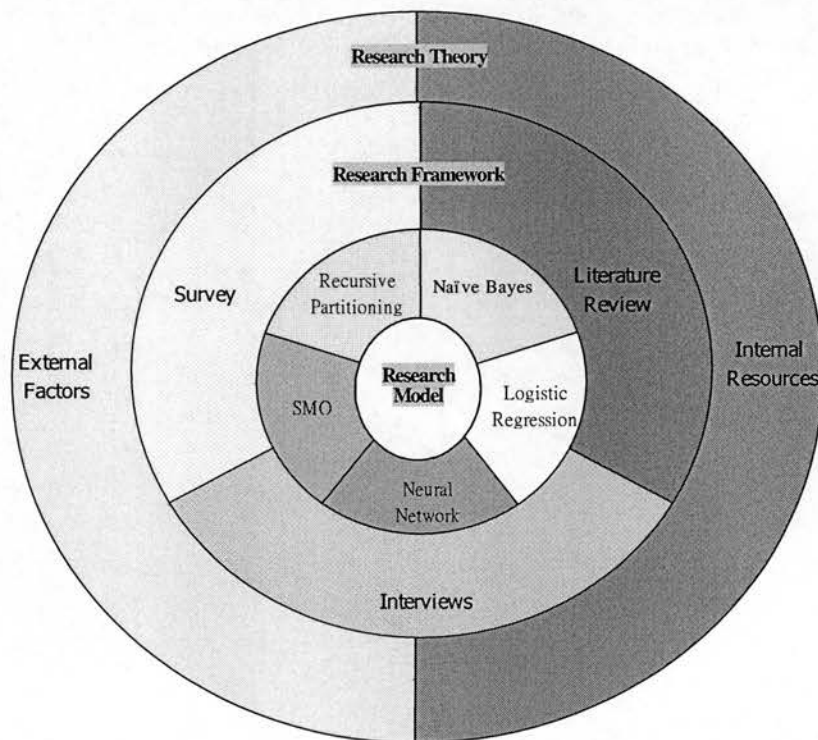 Research Theory
Research Framework
Survey
Recursive
Partitioning
Naïve Bayes
Literature
Review
External
Factors
Research
Model
Internal
Resources
SMO
Logistic
Regression
Neural
Network
Interviews